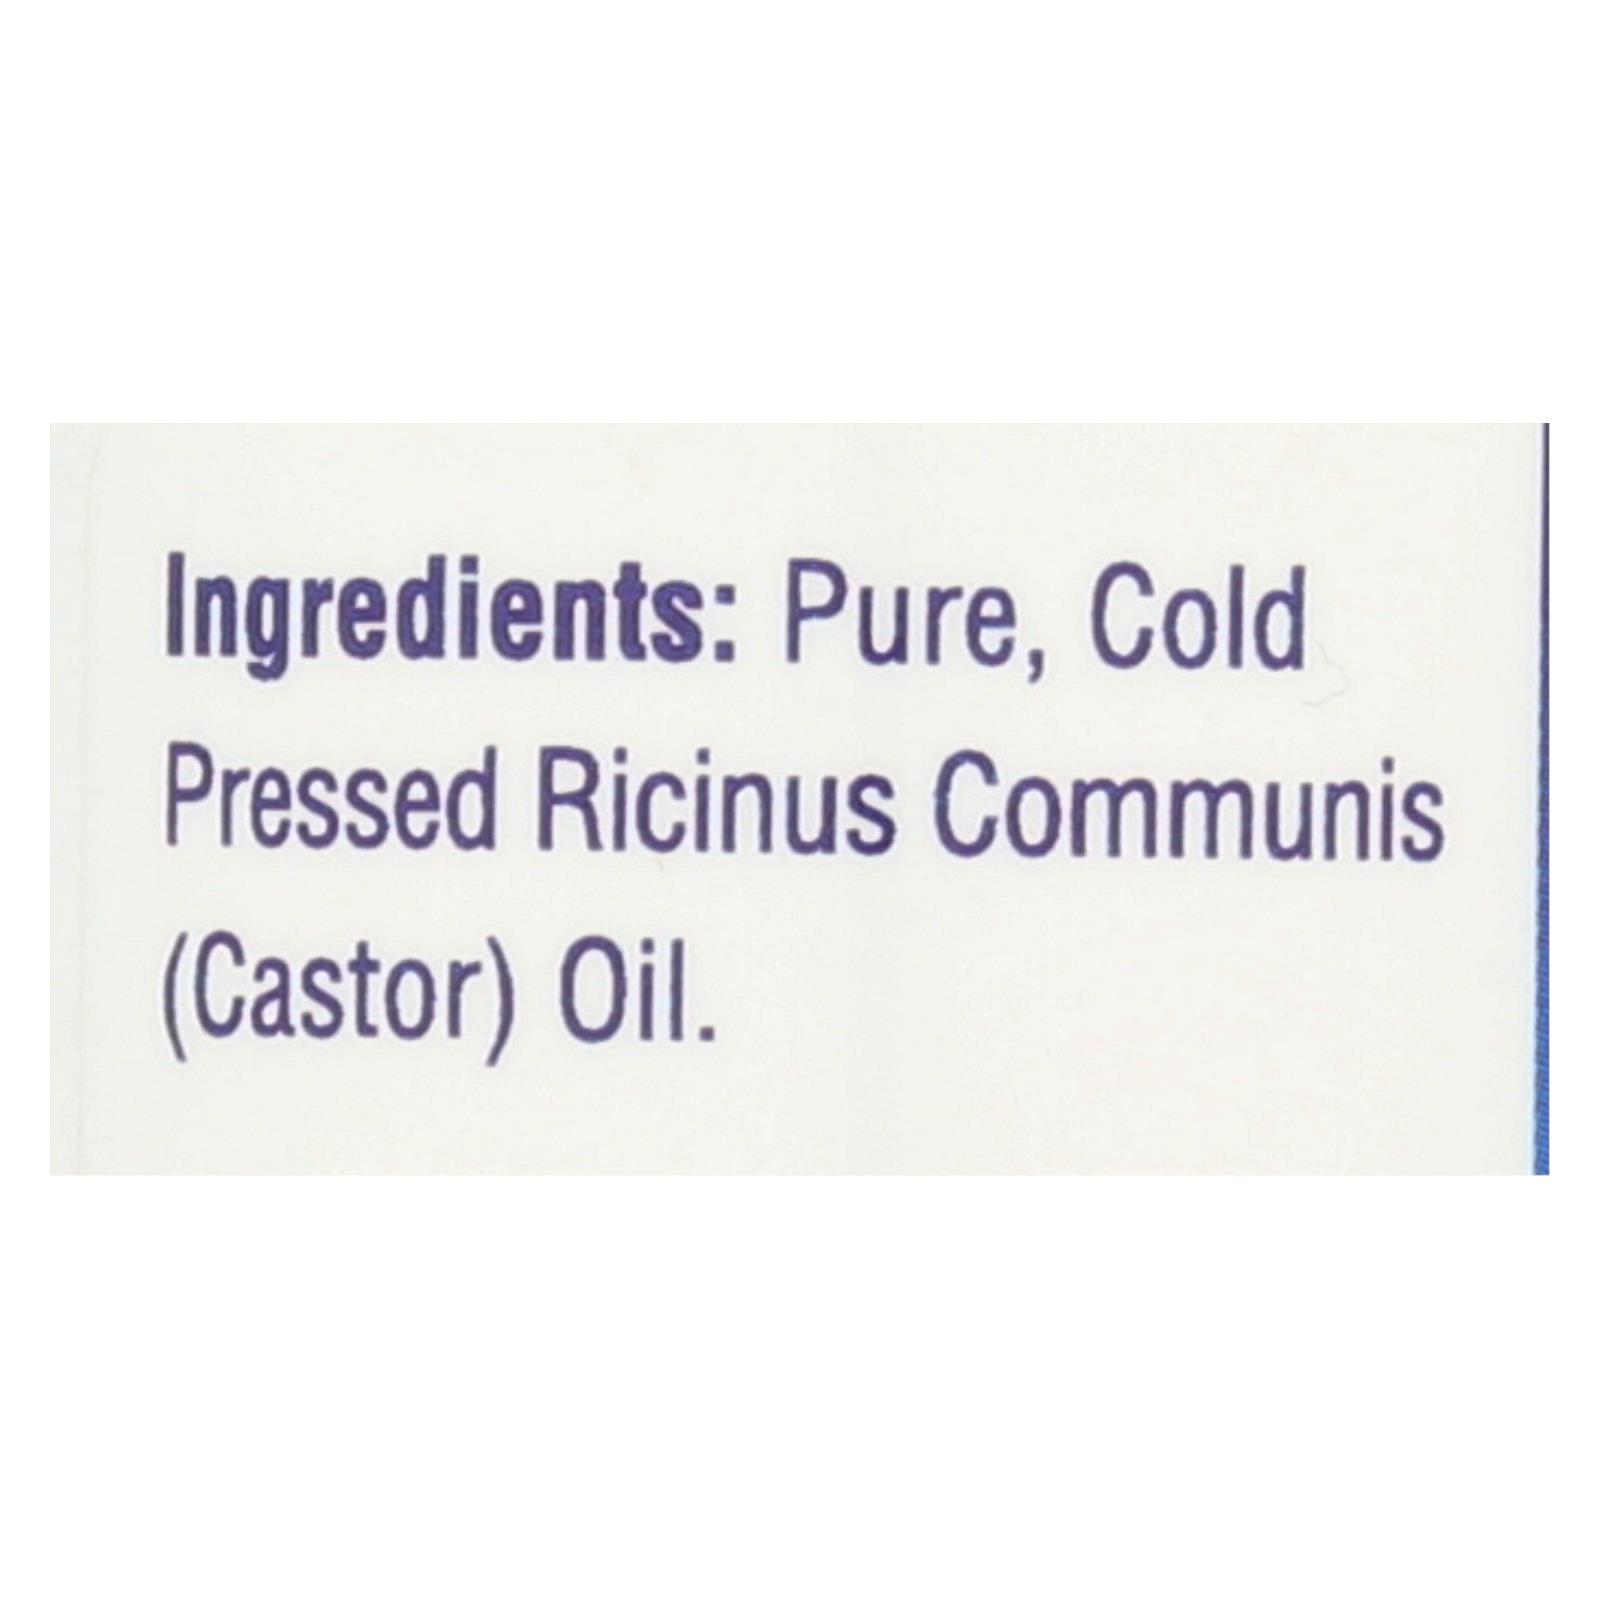 Ingredients: Pure, Cold
Pressed Ricinus Communis
(Castor) Oil.